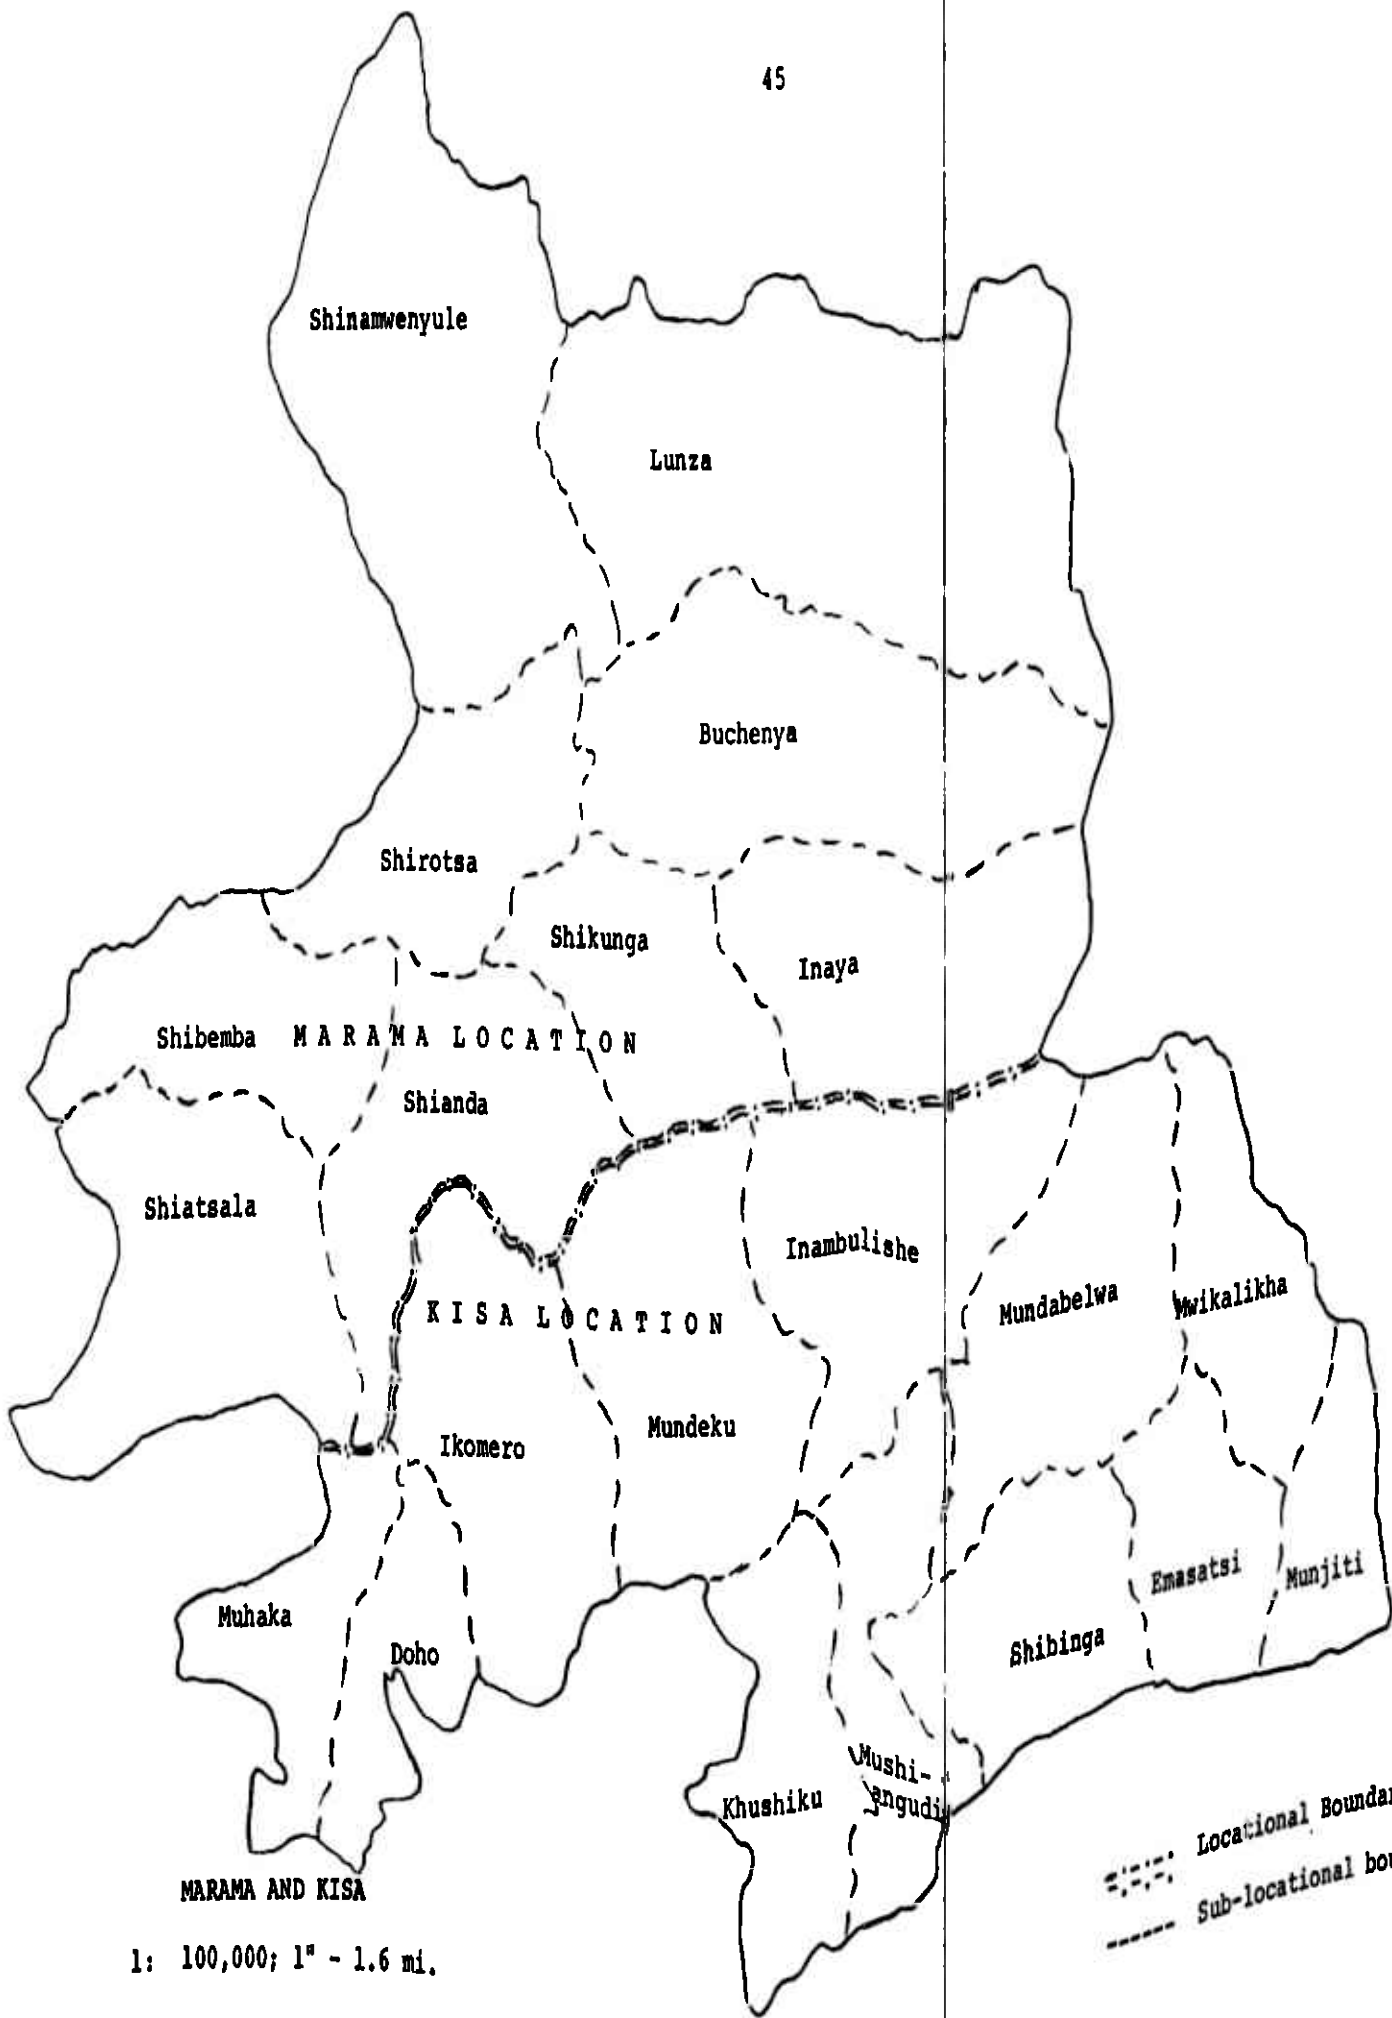 45
Shinamwenyule
Lunza
Buchenya
Shirotsa
Shikunga
Inaya
Shibemba
MARAMA LOCATION
Shianda
Shiatsala
Inambulishe
KISA LOCATION
Mundabelwa
Mwikalikha
Ikomero
Mundeku
Emasatsi
Munjiti
Muhaka
Doho
Shibinga
Mushi-
angudi
Khushiku
Locational Boundar
Sub-locational bou
MARAMA AND KISA
1: 100,000; 1" - 1.6 mi.